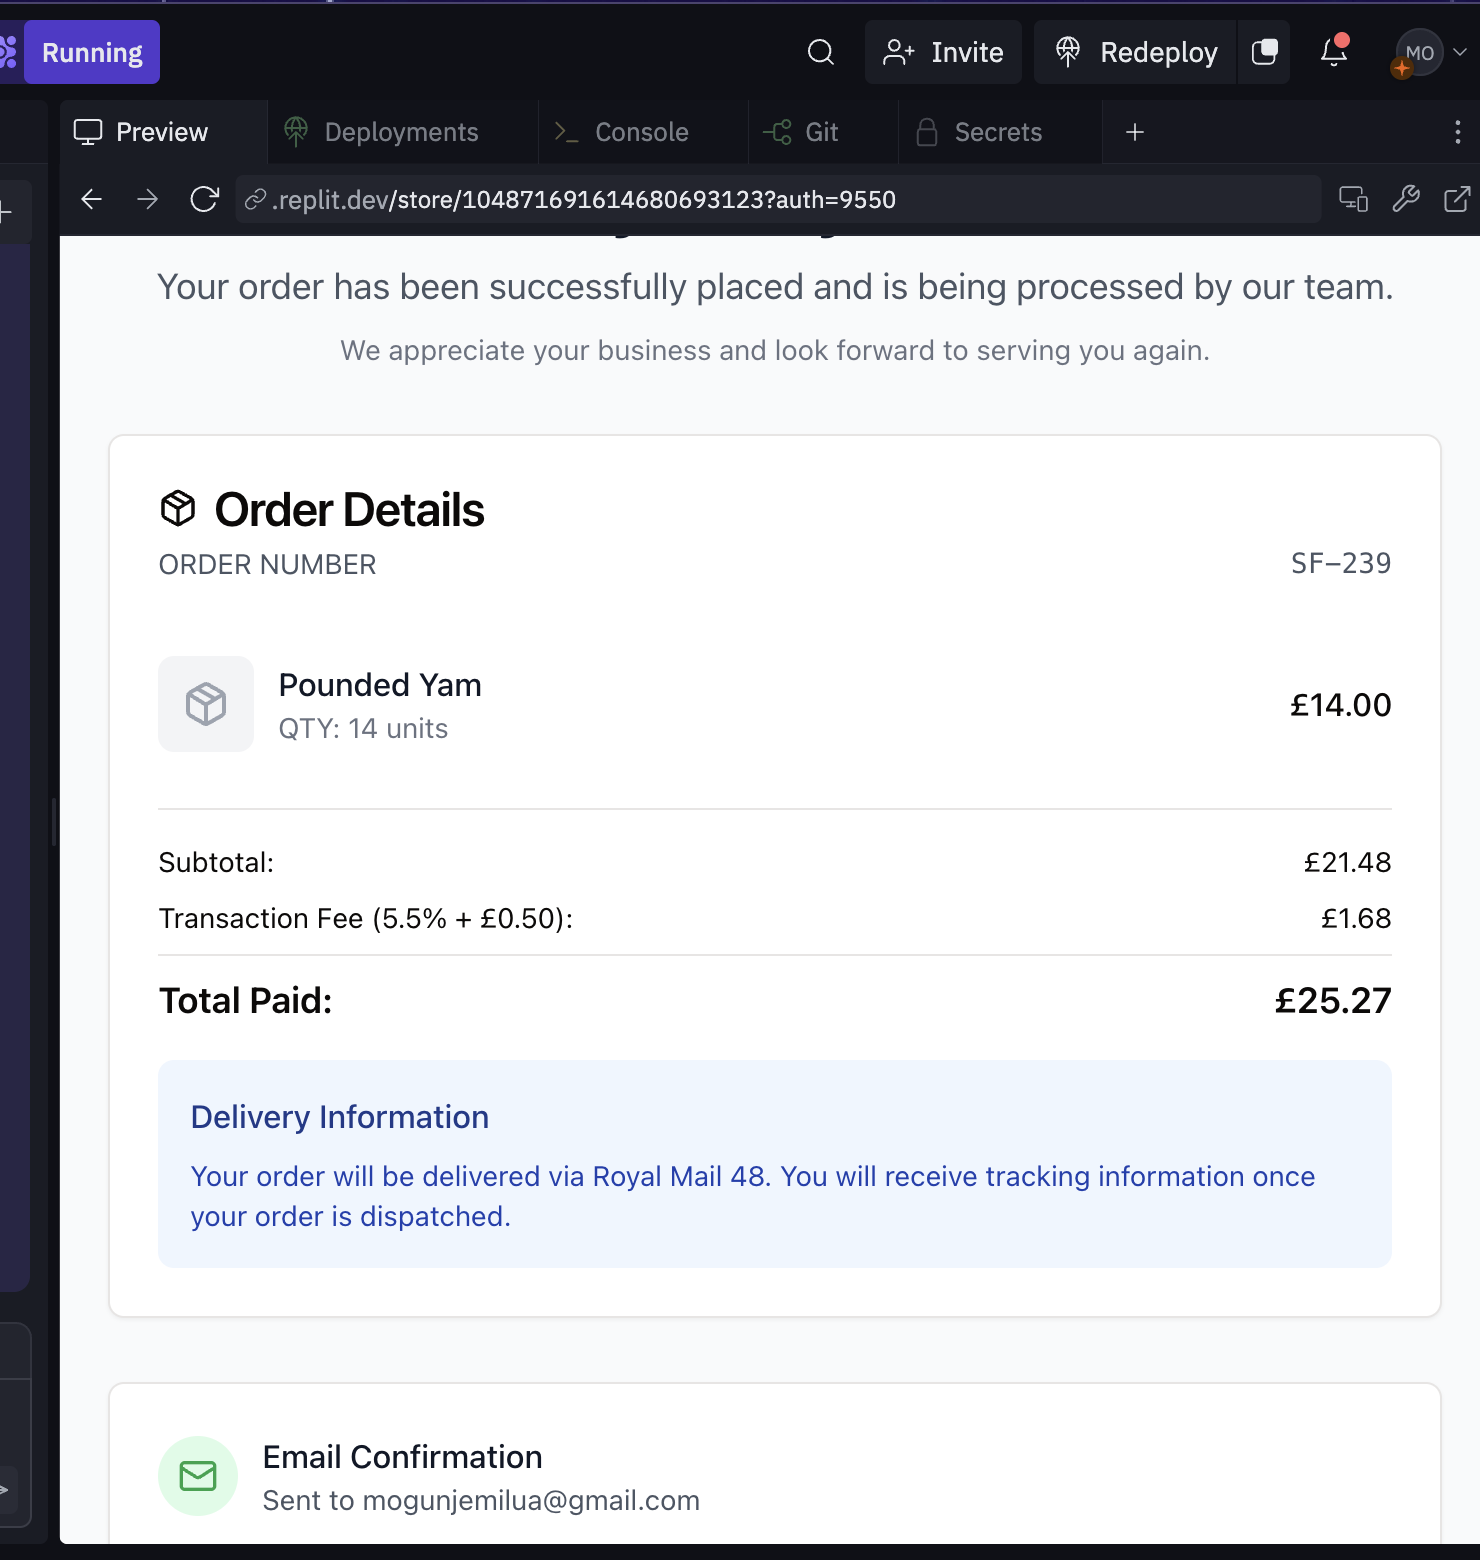 Running
Invite
Redeploy
MO
Preview
Deployments
Console
Git
Secrets
.replit.dev/store/104871691614680693123?auth=9550
Your order has been successfully placed and is being processed by our team.
We appreciate your business and look forward to serving you again.
Order Details
ORDER NUMBER
SF–239
Pounded Yam
QTY: 14 units
£14.00
Subtotal:
£21.48
Transaction Fee (5.5% + £0.50):
£1.68
Total Paid:
£25.27
Delivery Information
Your order will be delivered via Royal Mail 48. You will receive tracking information once
your order is dispatched.
Email Confirmation
Sent to mogunjemilua@gmail.com